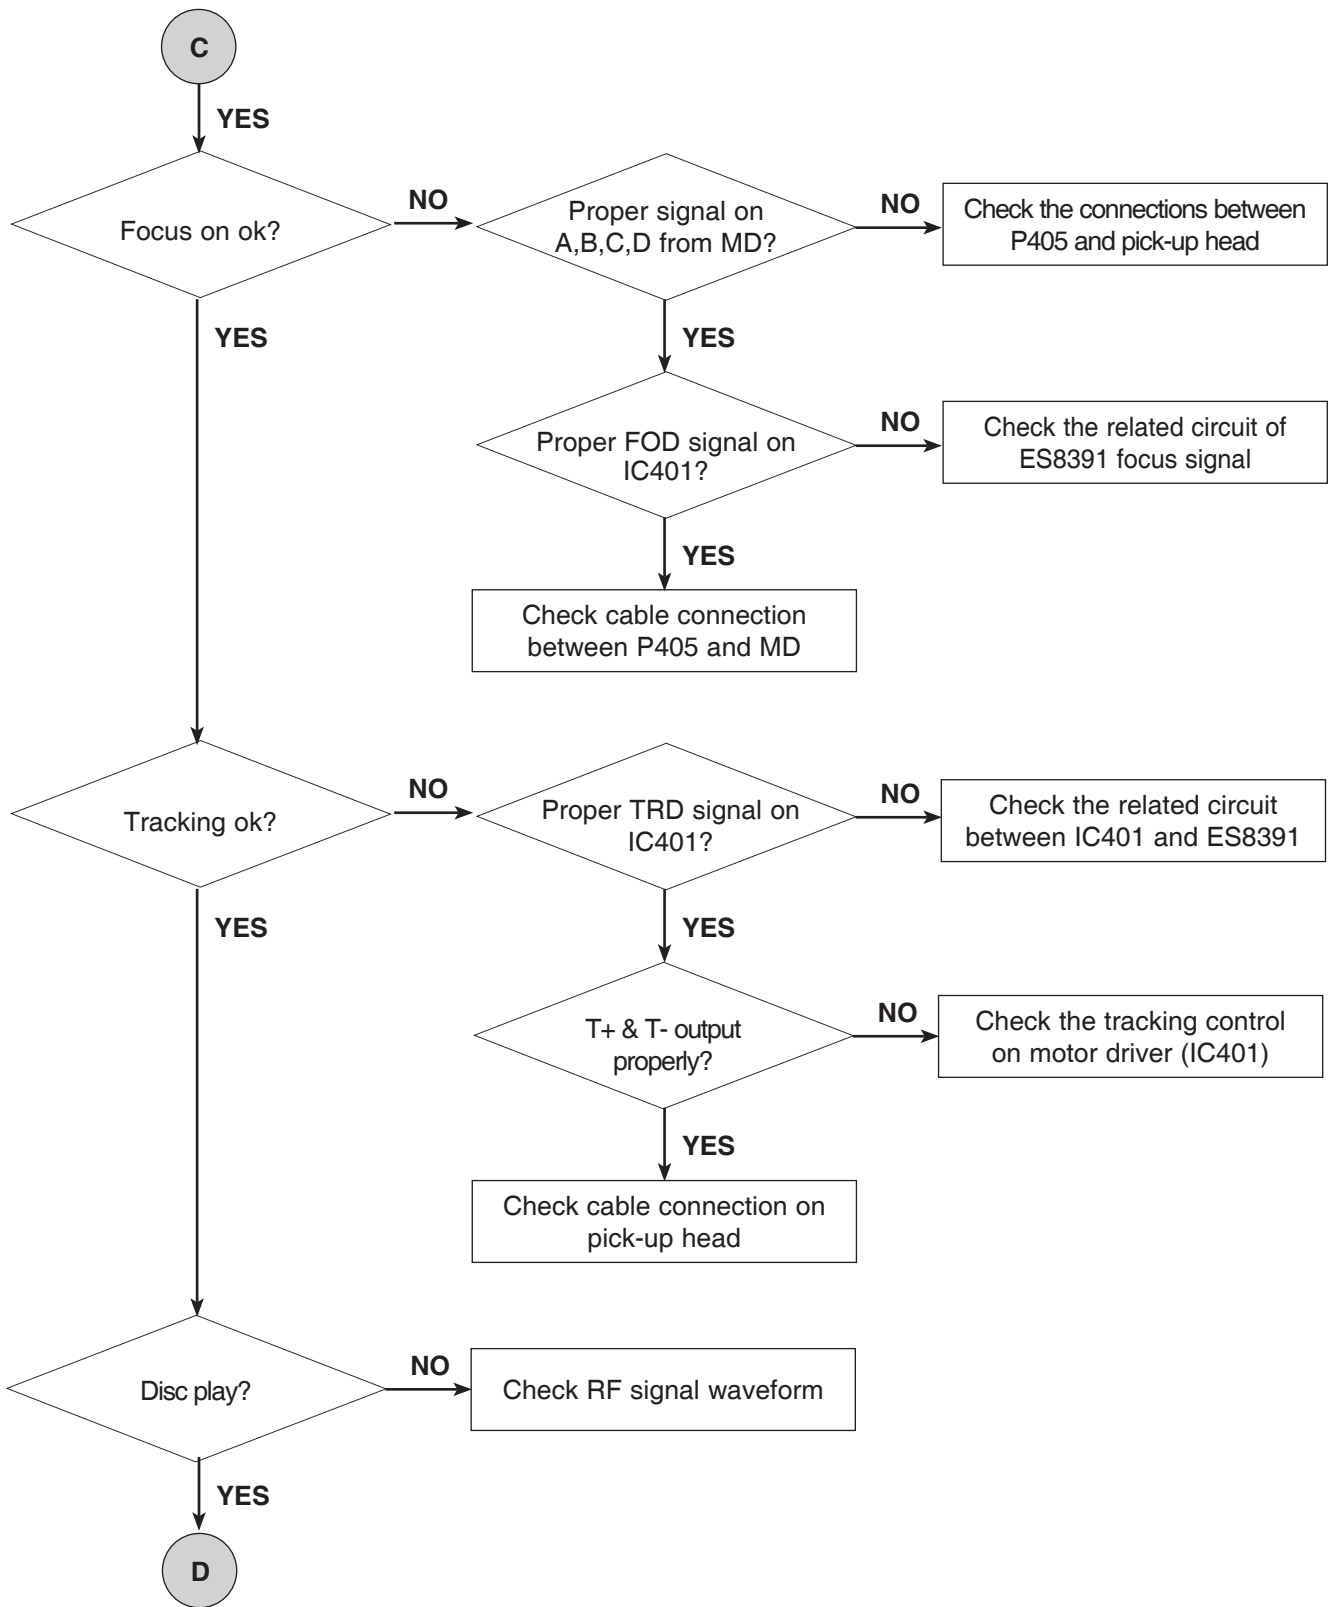 C
YES
Focus on ok?
NO
Proper signal on
A,B,C,D from MD?
NO
Check the connections between
P405 and pick-up head
YES
YES
Proper FOD signal on
IC401?
NO
Check the related circuit of
ES8391 focus signal
YES
Check cable connection
between P405 and MD
Tracking ok?
NO
Proper TRD signal on
IC401?
NO
Check the related circuit
between IC401 and ES8391
YES
YES
T+ & T- output
properly?
NO
Check the tracking control
on motor driver (IC401)
YES
Check cable connection on
pick-up head
Disc play?
NO
Check RF signal waveform
YES
D